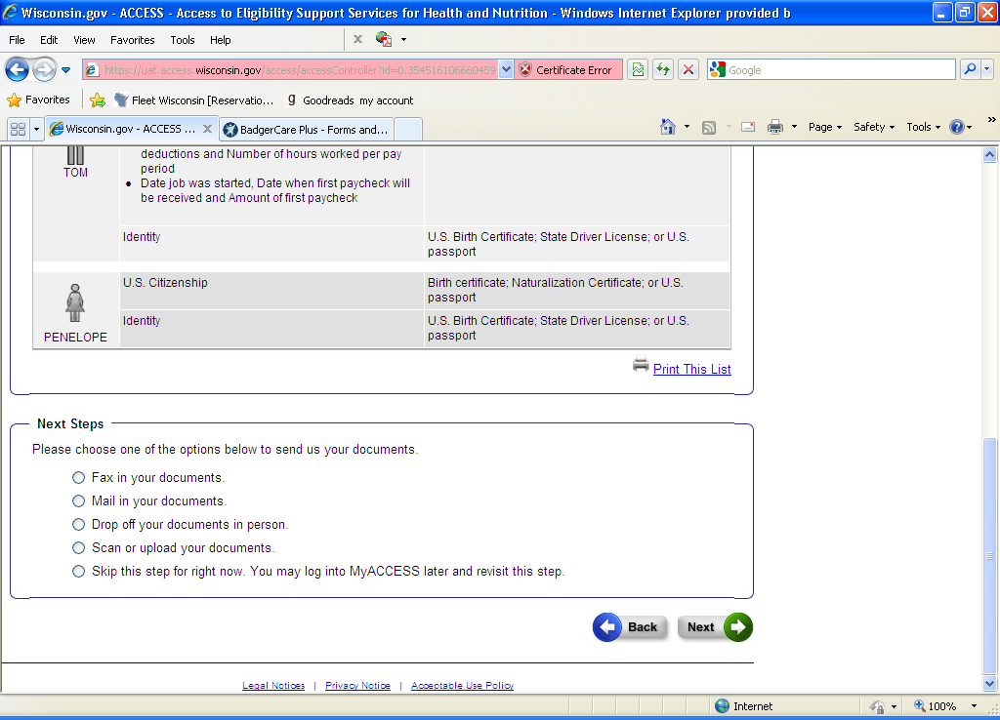 Wisconsin.gov - ACCESS - Access to Eligibility Support Services for Health and Nutrition - Windows Internet Explorer provided b
File Edit View Favorites Tools Help
https://uat.access.wisconsin.gov/access/accessController?id=0.354516106660459
Certificate Error
Google
Favorites
Fleet Wisconsin [Reservatio...
Goodreads my account
Wisconsin.gov - ACCESS ...
BadgerCare Plus - Forms and...
Page Safety Tools »
TOM
deductions and Number of hours worked per pay
period
• Date job was started, Date when first paycheck will
be received and Amount of first paycheck
Identity
U.S. Birth Certificate; State Driver License; or U.S.
passport
PENELOPE
U.S. Citizenship
Birth certificate; Naturalization Certificate; or U.S.
passport
Identity
U.S. Birth Certificate; State Driver License; or U.S.
passport
Print This List
Next Steps
Please choose one of the options below to send us your documents.
Fax in your documents.
Mail in your documents.
Drop off your documents in person.
Scan or upload your documents.
Skip this step for right now. You may log into MyACCESS later and revisit this step.
Back
Next
Legal Notices | Privacy Notice | Acceptable Use Policy
Internet
100%